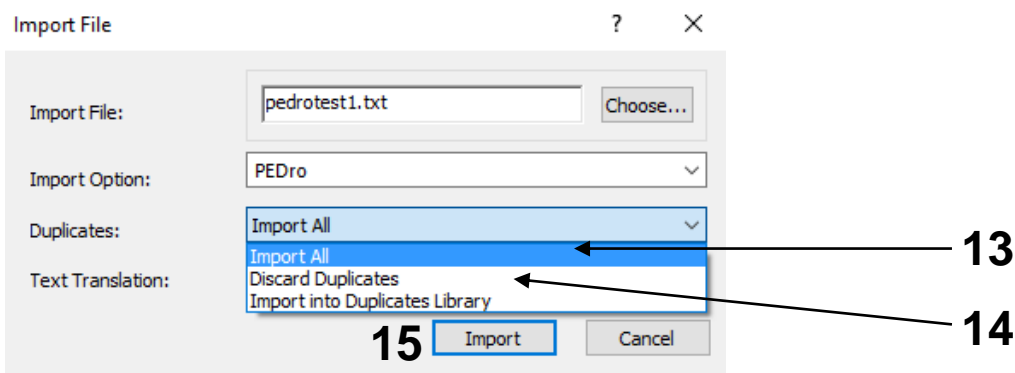 Import File ? ×
Import File: pedrotest1.txt Choose...
Import Option: PEDro
Duplicates: Import All
Import All 13
Text Translation: Discard Duplicates
Import into Duplicates Library
14
15 Import Cancel